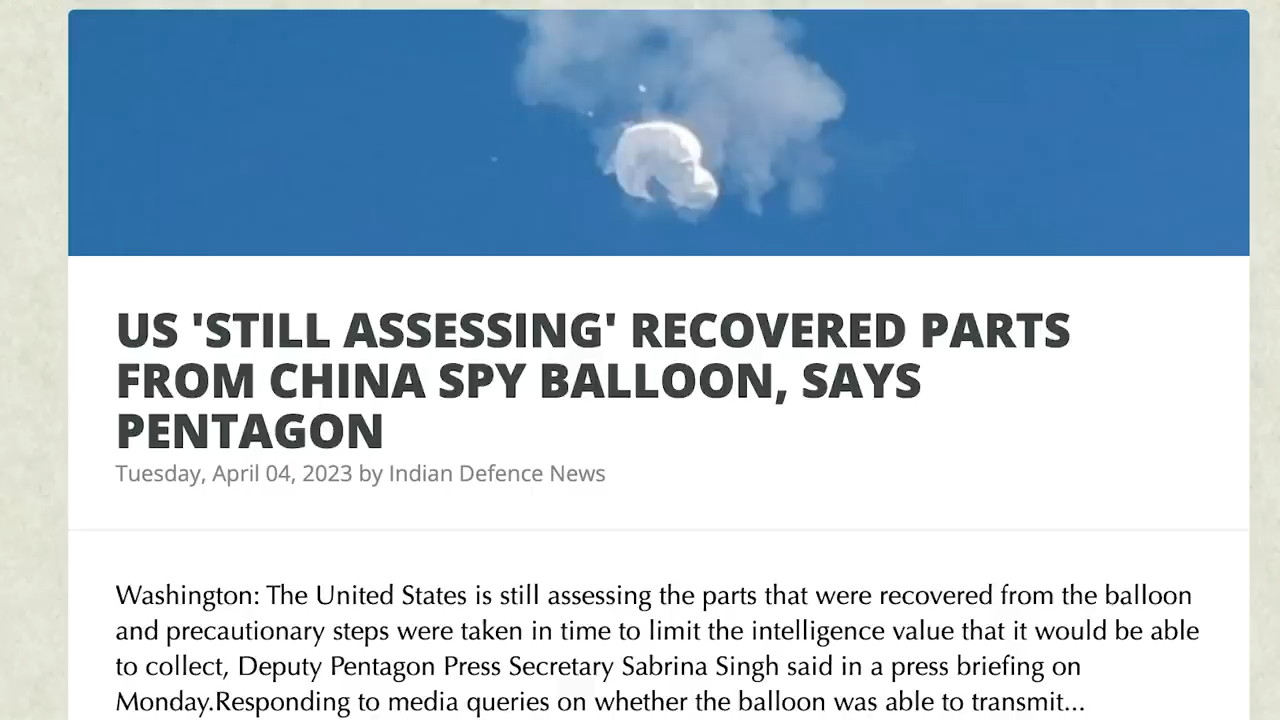 US 'STILL ASSESSING' RECOVERED PARTS
FROM CHINA SPY BALLOON, SAYS
PENTAGON
Tuesday, April 04, 2023 by Indian Defence News
Washington: The United States is still assessing the parts that were recovered from the balloon
and precautionary steps were taken in time to limit the intelligence value that it would be able
to collect, Deputy Pentagon Press Secretary Sabrina Singh said in a press briefing on
Monday.Responding to media queries on whether the balloon was able to transmit...